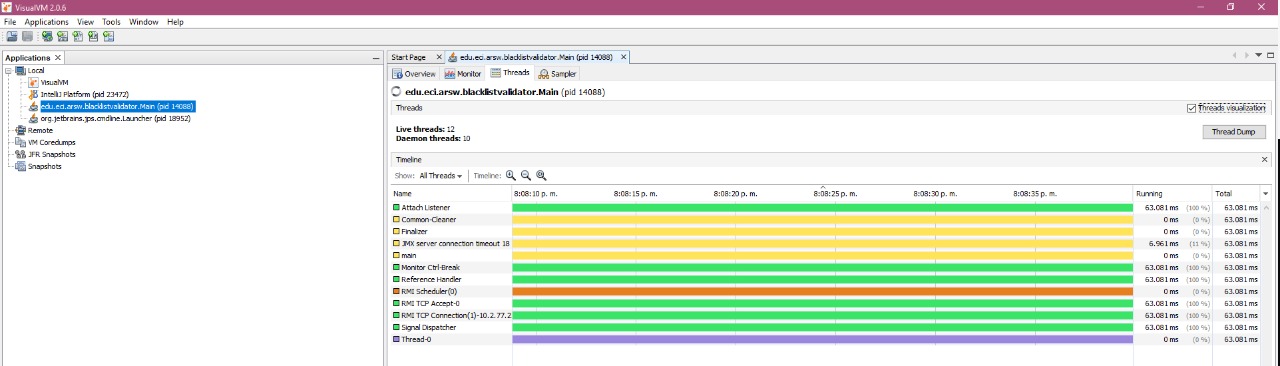 VisualVM 2.0.6
File Applications View Tools Window Help
Applications
Local
VisualVM
IntelliJ Platform (pid 23472)
edu.eci.arsw.blacklistvalidator.Main (pid 14088)
org.jetbrains.jps.cmdline.Launcher (pid 18952)
Remote
VM Coredumps
JFR Snapshots
Snapshots
Start Page edu.eci.arsw.blacklistvalidator.Main (pid 14088)
Overview Monitor Threads Sampler
edu.eci.arsw.blacklistvalidator.Main (pid 14088)
Threads Threads visualization
Live threads: 12
Daemon threads: 10
Thread Dump
Timeline
Show: All Threads Timeline:
Name 8:08:10 p. m. 8:08:15 p. m. 8:08:20 p. m. 8:08:25 p. m. 8:08:30 p. m. 8:08:35 p. m. Running Total
Attach Listener 63.081 ms (100 %) 63.081 ms
Common-Cleaner 0 ms (0 %) 63.081 ms
Finalizer 0 ms (0 %) 63.081 ms
JMX server connection timeout 18 6.961 ms (11 %) 63.081 ms
main 0 ms (0 %) 63.081 ms
Monitor Ctrl-Break 63.081 ms (100 %) 63.081 ms
Reference Handler 63.081 ms (100 %) 63.081 ms
RMI Scheduler(0) 0 ms (0 %) 63.081 ms
RMI TCP Accept-0 63.081 ms (100 %) 63.081 ms
RMI TCP Connection(1)-10.2.77.2 63.081 ms (100 %) 63.081 ms
Signal Dispatcher 63.081 ms (100 %) 63.081 ms
Thread-0 0 ms (0 %) 63.081 ms